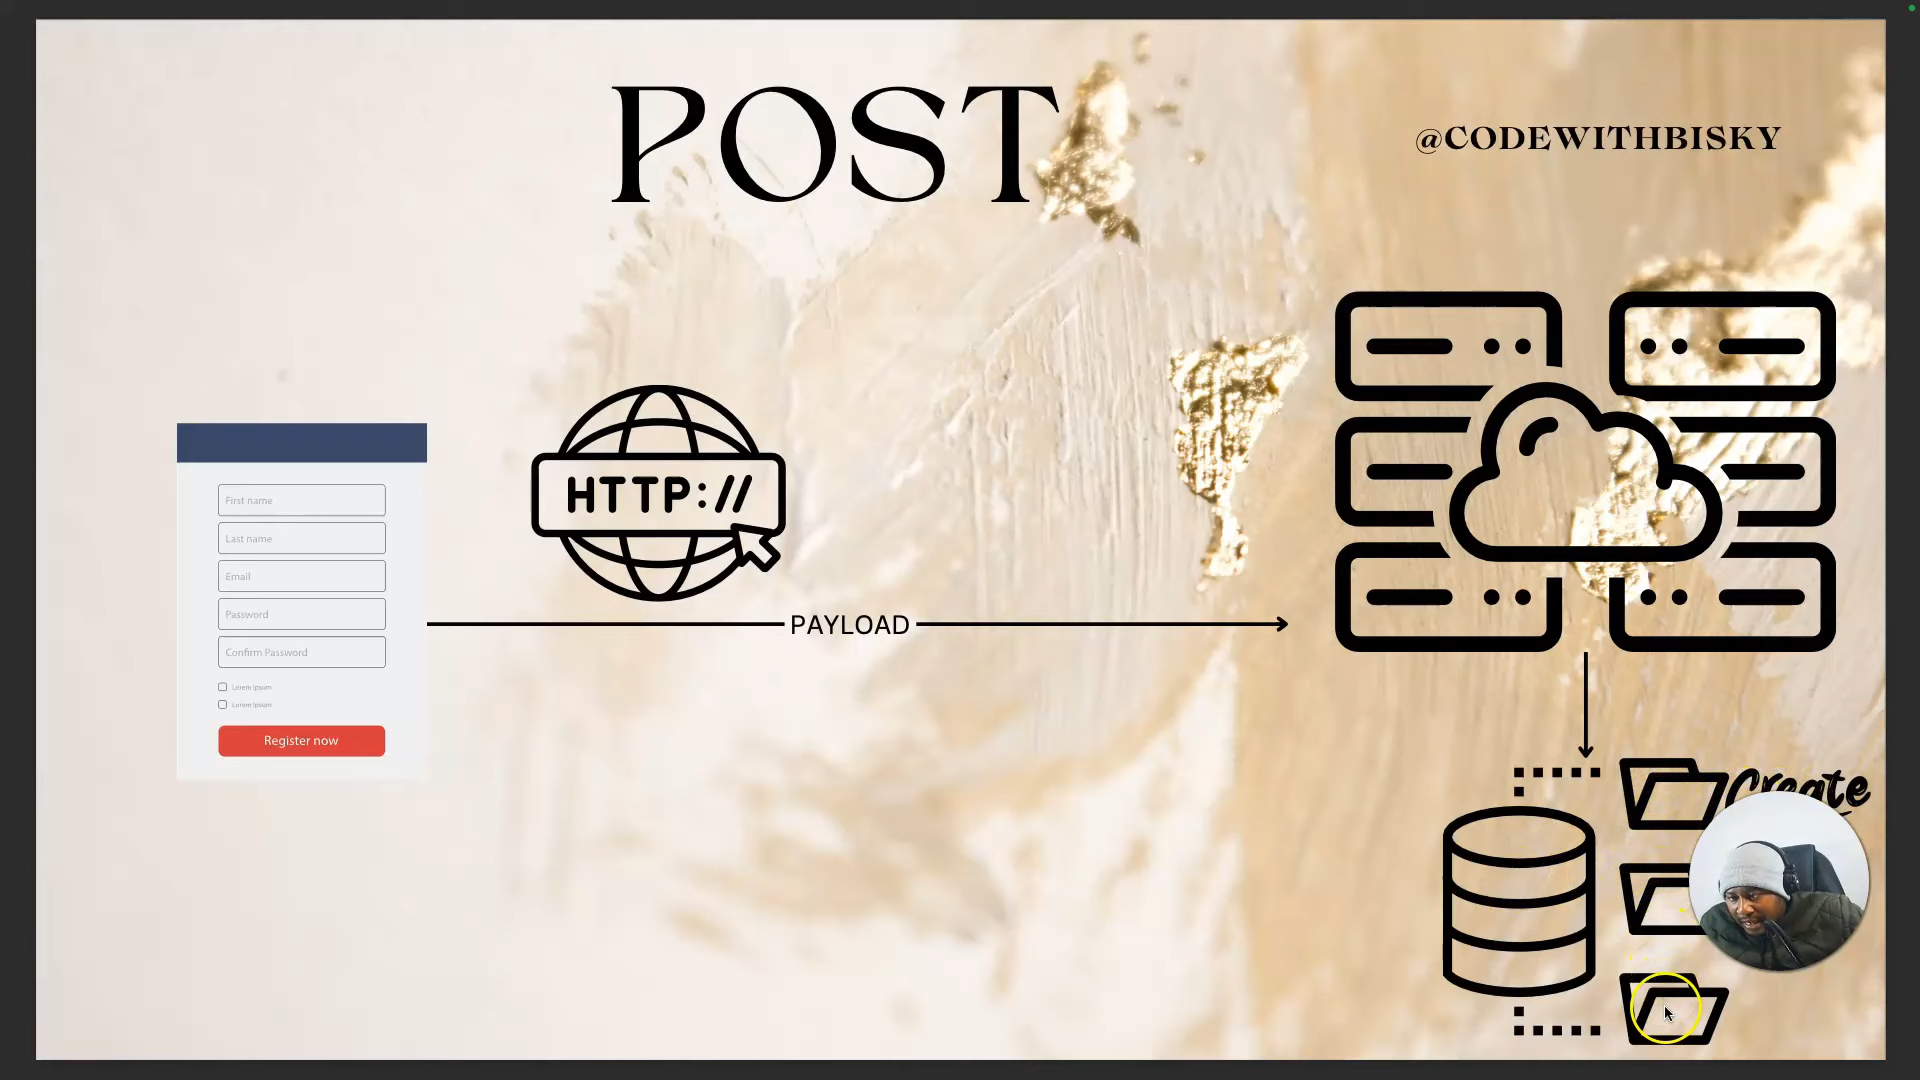 POST
@CODEWITHBISKY
HTTP://
First name
Last name
Email
Password
Confirm Password
Lorem Ipsum
Lorem Ipsum
Register now
PAYLOAD
Create